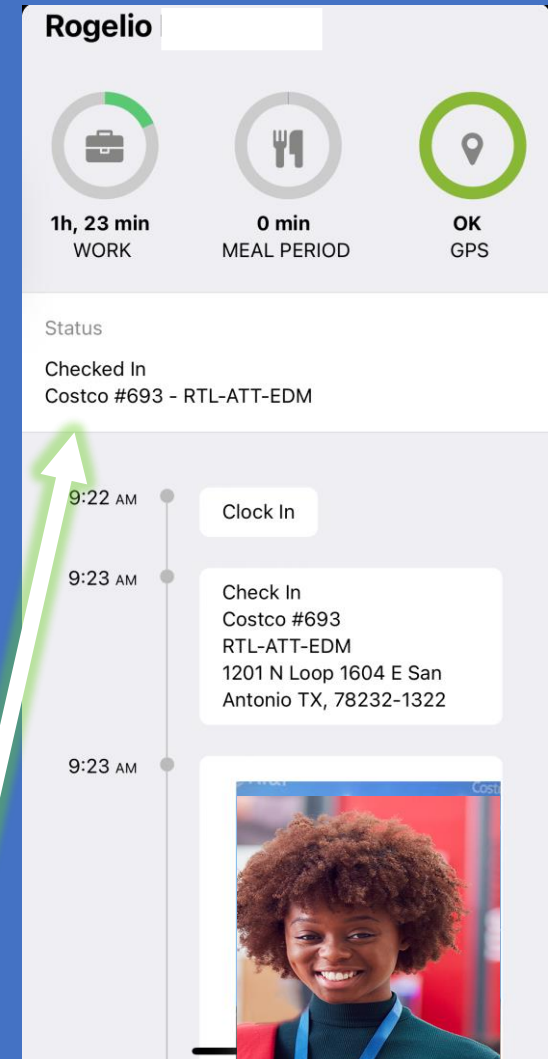 Rogelio
1h, 23 min
WORK
0 min
MEAL PERIOD
OK
GPS
Status
Checked In
Costco #693 - RTL-ATT-EDM
9:22 AM
Clock In
9:23 AM
Check In
Costco #693
RTL-ATT-EDM
1201 N Loop 1604 E San
Antonio TX, 78232-1322
9:23 AM